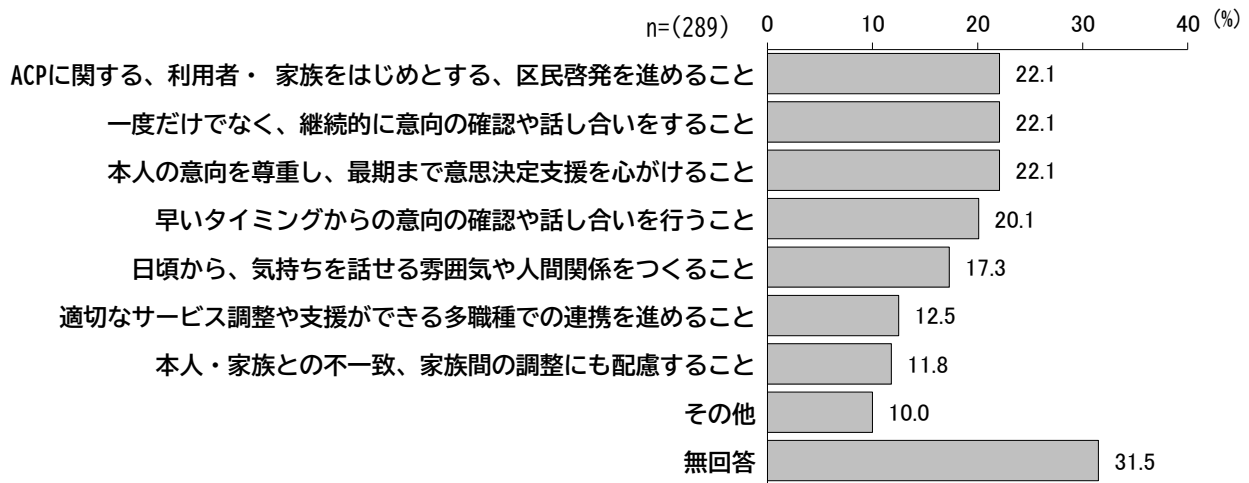 n=(289) 0 10 20 30 40 (%)
ACPに関する、利用者・ 家族をはじめとする、区民啓発を進めること 22.1
一度だけでなく、継続的に意向の確認や話し合いをすること 22.1
本人の意向を尊重し、最期まで意思決定支援を心がけること 22.1
早いタイミングからの意向の確認や話し合いを行うこと 20.1
日頃から、気持ちを話せる雰囲気や人間関係をつくること 17.3
適切なサービス調整や支援ができる多職種での連携を進めること 12.5
本人・家族との不一致、家族間の調整にも配慮すること 11.8
その他 10.0
無回答 31.5